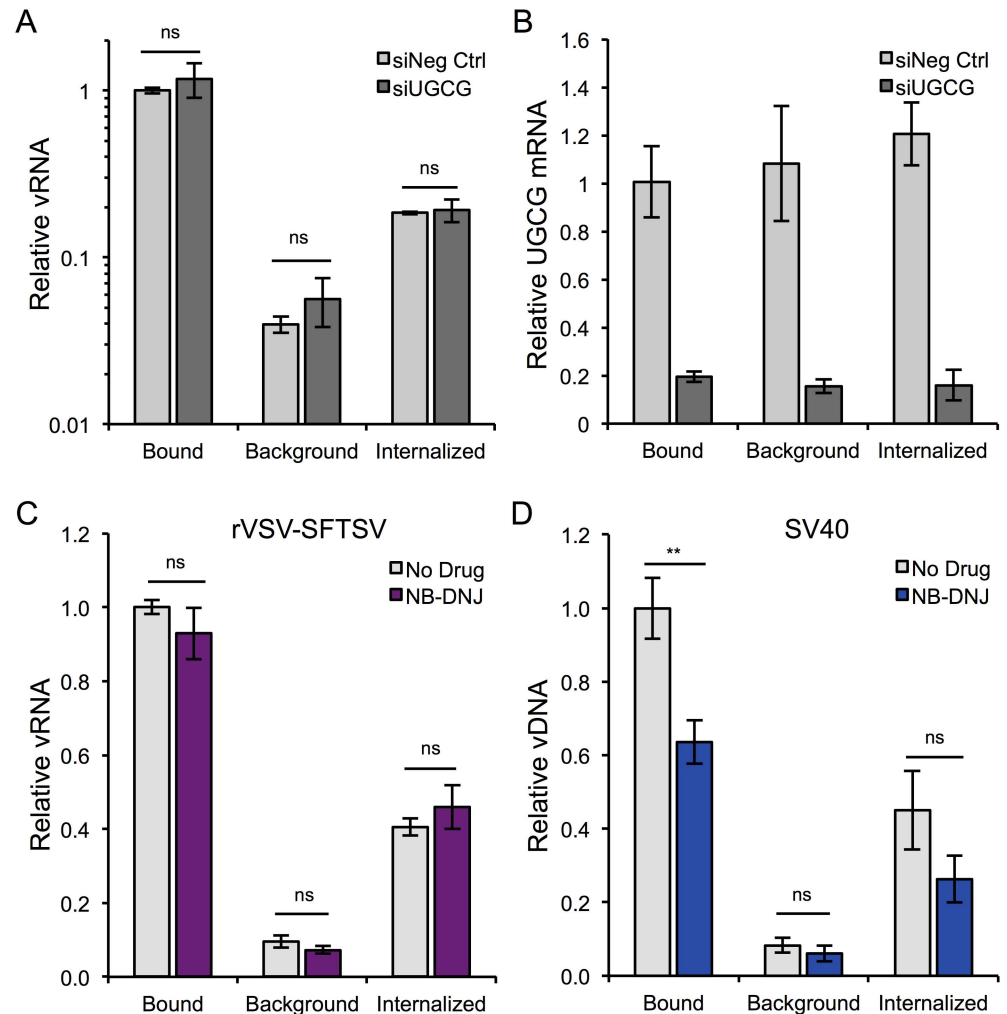 A
ns
siNeg Ctrl
siUGCG
1
ns
ns
0.1
0.01
Relative vRNA
Bound
Background
Internalized
B
1.6
siNeg Ctrl
siUGCG
1.4
1.2
1
0.8
0.6
0.4
0.2
0
Relative UGCG mRNA
Bound
Background
Internalized
C
rVSV-SFTSV
1.2
No Drug
NB-DNJ
ns
1.0
0.8
0.6
ns
0.4
0.2
ns
0.0
Relative vRNA
Bound
Background
Internalized
D
SV40
1.2
No Drug
NB-DNJ
**
1.0
0.8
0.6
ns
0.4
0.2
ns
0.0
Relative vDNA
Bound
Background
Internalized